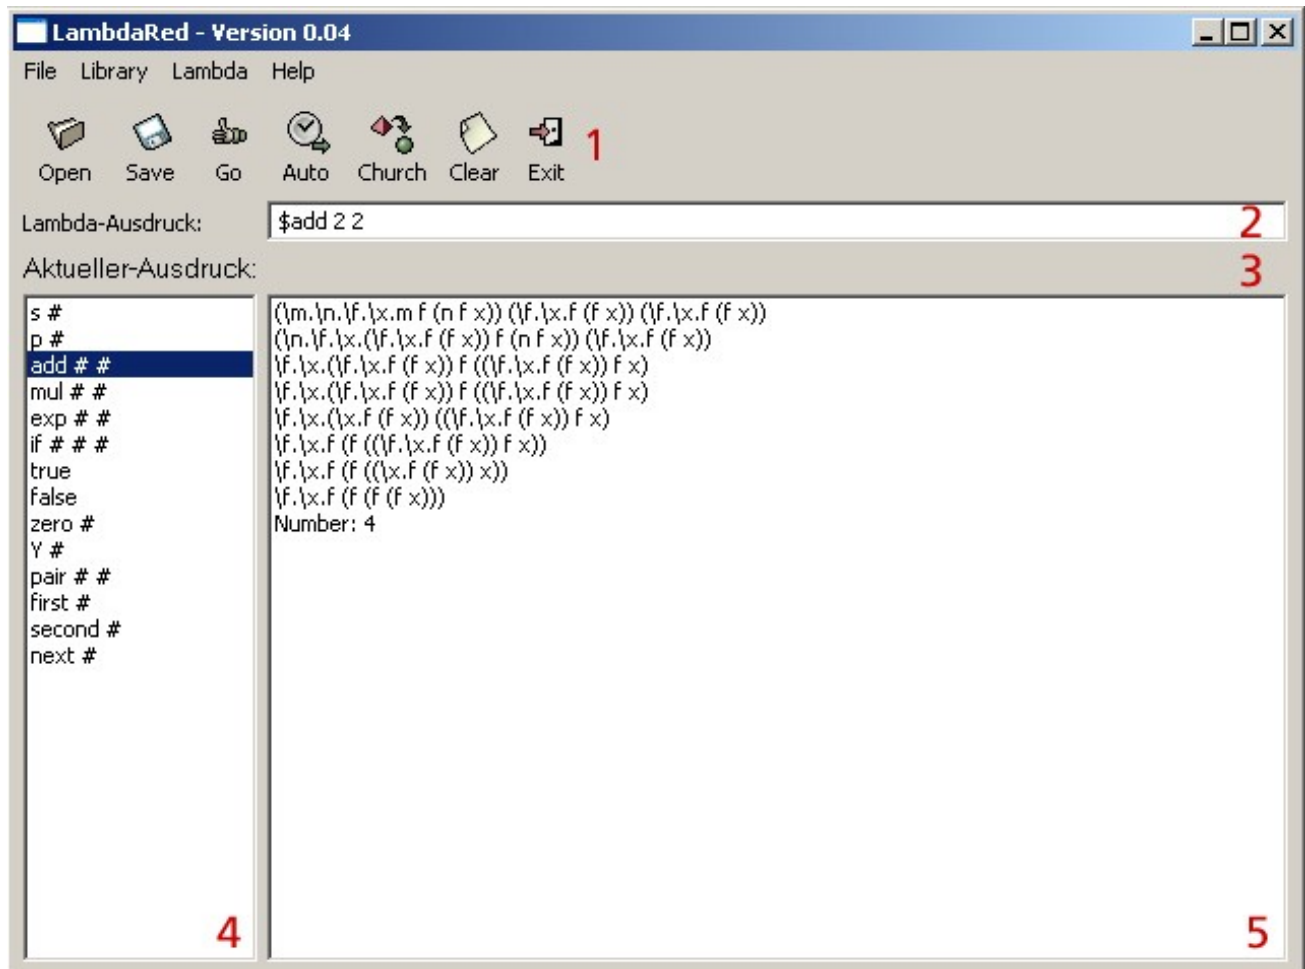 LambdaRed - Version 0.04
File Library Lambda Help
Open Save Go Auto Church Clear Exit 1
Lambda-Ausdruck: $add 2 2 2
Aktueller-Ausdruck: 3
s #
p #
add # #
mul # #
exp # #
if # # #
true
false
zero #
Y #
pair # #
first #
second #
next #
4
(\m.\n.\f.\x.m f (n f x)) (\f.\x.f (f x)) (\f.\x.f (f x))
(\n.\f.\x.(\f.\x.f (f x)) f (n f x)) (\f.\x.f (f x))
\f.\x.(\f.\x.f (f x)) f ((\f.\x.f (f x)) f x)
\f.\x.(\f.\x.f (f x)) f ((\f.\x.f (f x)) f x)
\f.\x.(\x.f (f x)) ((\f.\x.f (f x)) f x)
\f.\x.f (f ((\f.\x.f (f x)) f x))
\f.\x.f (f ((\x.f (f x)) x))
\f.\x.f (f (f (f x)))
Number: 4
5